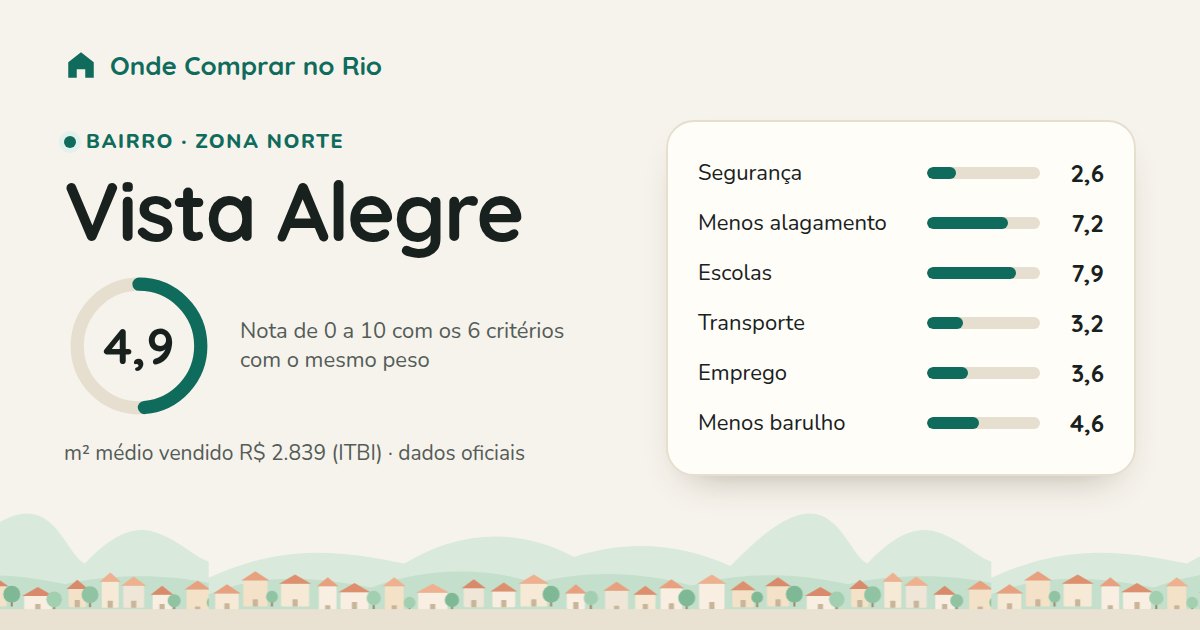 Onde Comprar no Rio
BAIRRO · ZONA NORTE
Vista Alegre
4,9
Nota de 0 a 10 com os 6 critérios
com o mesmo peso
m² médio vendido R$ 2.839 (ITBI) · dados oficiais
Segurança 2,6
Menos alagamento 7,2
Escolas 7,9
Transporte 3,2
Emprego 3,6
Menos barulho 4,6